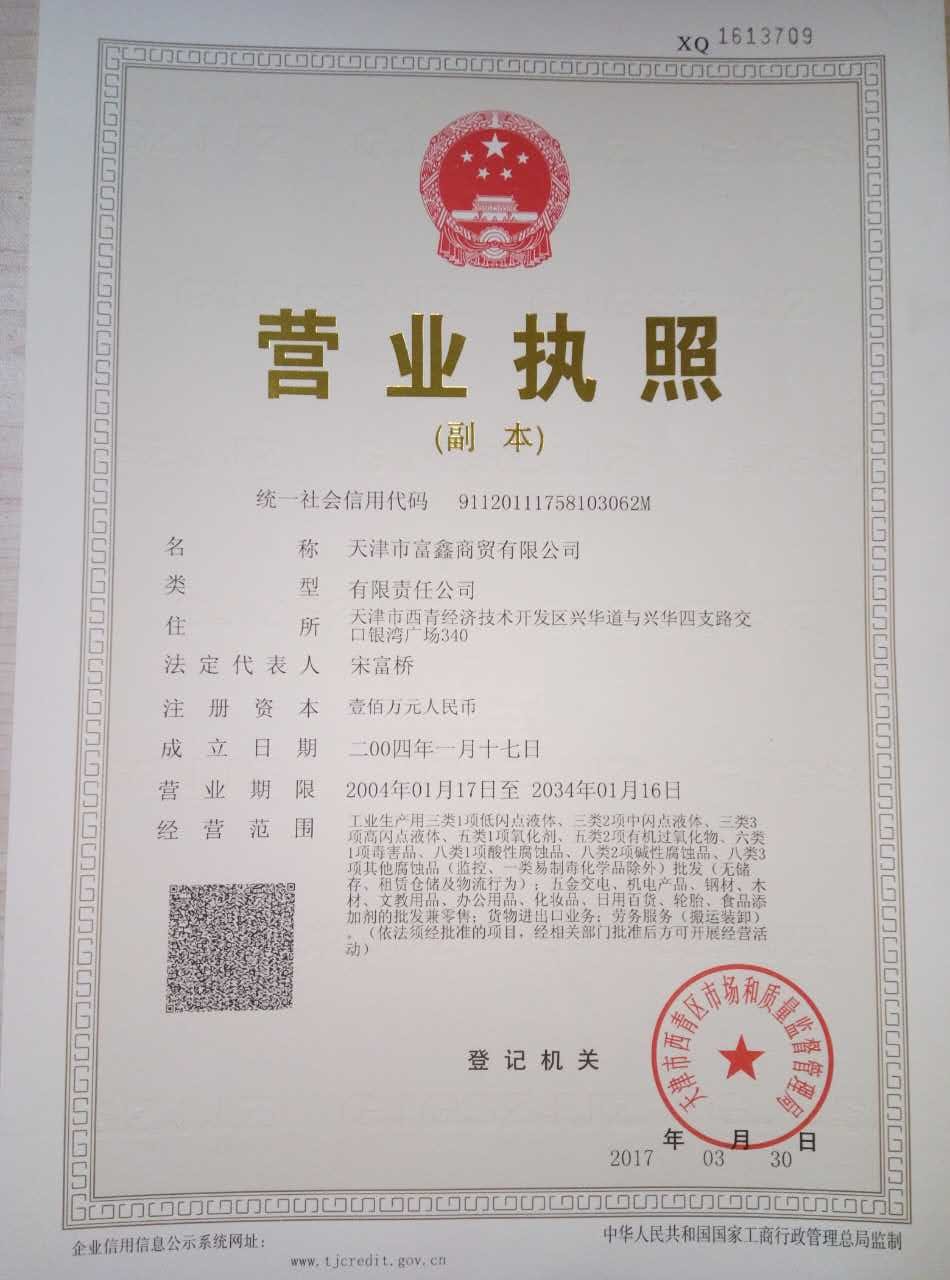 XQ 1613709
营业执照
(副 本)
统一社会信用代码 91120111758103062M
名 称 天津市富鑫商贸有限公司
类 型 有限责任公司
住 所 天津市西青经济技术开发区兴华道与兴华四支路交
口银湾广场340
法定代表人 宋富桥
注册资本 壹佰万元人民币
成立日期 二00四年一月十七日
营业期限 2004年01月17日至 2034年01月16日
经营范围 工业生产用三类1项低闪点液体、三类2项中闪点液体、三类3
项高闪点液体、五类1项氧化剂、五类2项有机过氧化物、六类
1项毒害品、八类1项酸性腐蚀品、八类2项碱性腐蚀品、八类3
项其他腐蚀品（监控、一类易制毒化学品除外）批发（无储
存、租赁仓储及物流行为）；五金交电、机电产品、钢材、木
材、文教用品、办公用品、化妆品、日用百货、轮胎、食品添
加剂的批发兼零售；货物进出口业务；劳务服务（搬运装卸）
。（依法须经批准的项目，经相关部门批准后方可开展经营活
动）
天津市西青区市场和质量监督管理局
登记机关
2017 年 03 月 30 日
企业信用信息公示系统网址：
www.tjcredit.gov.cn
中华人民共和国国家工商行政管理总局监制